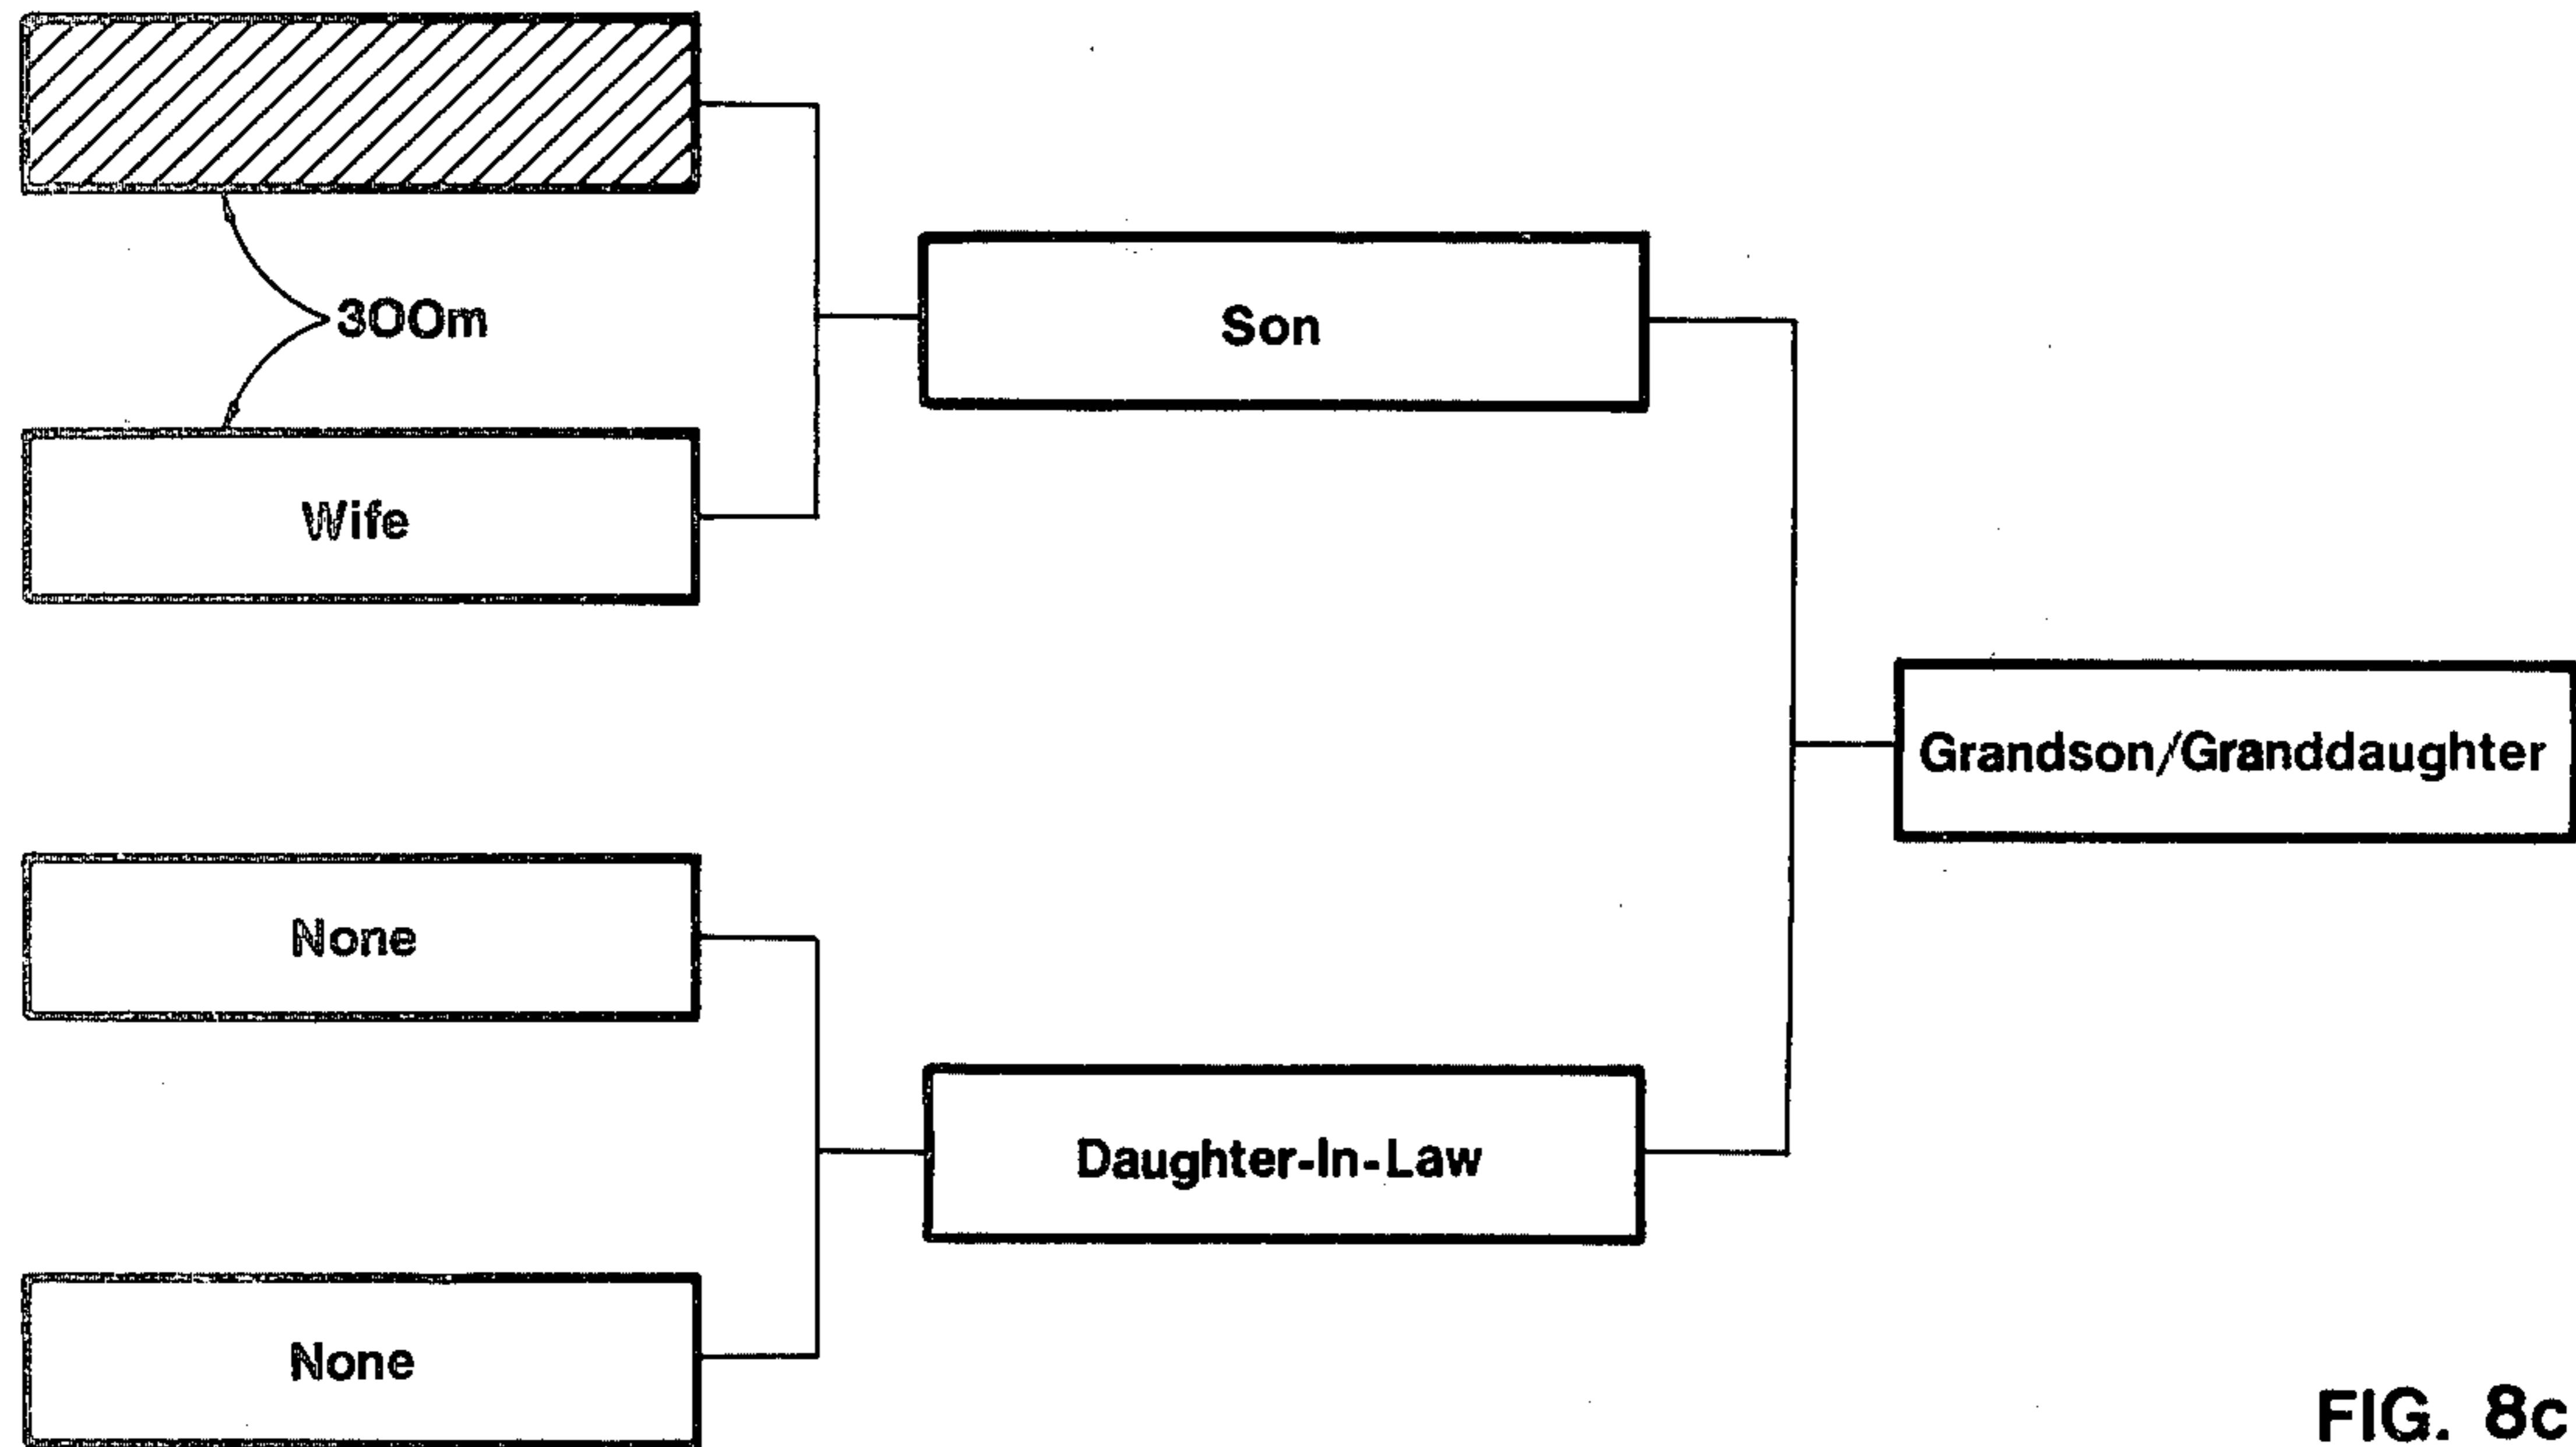 300m
Son
Wife
Grandson/Granddaughter
None
Daughter-In-Law
None
FIG. 8c